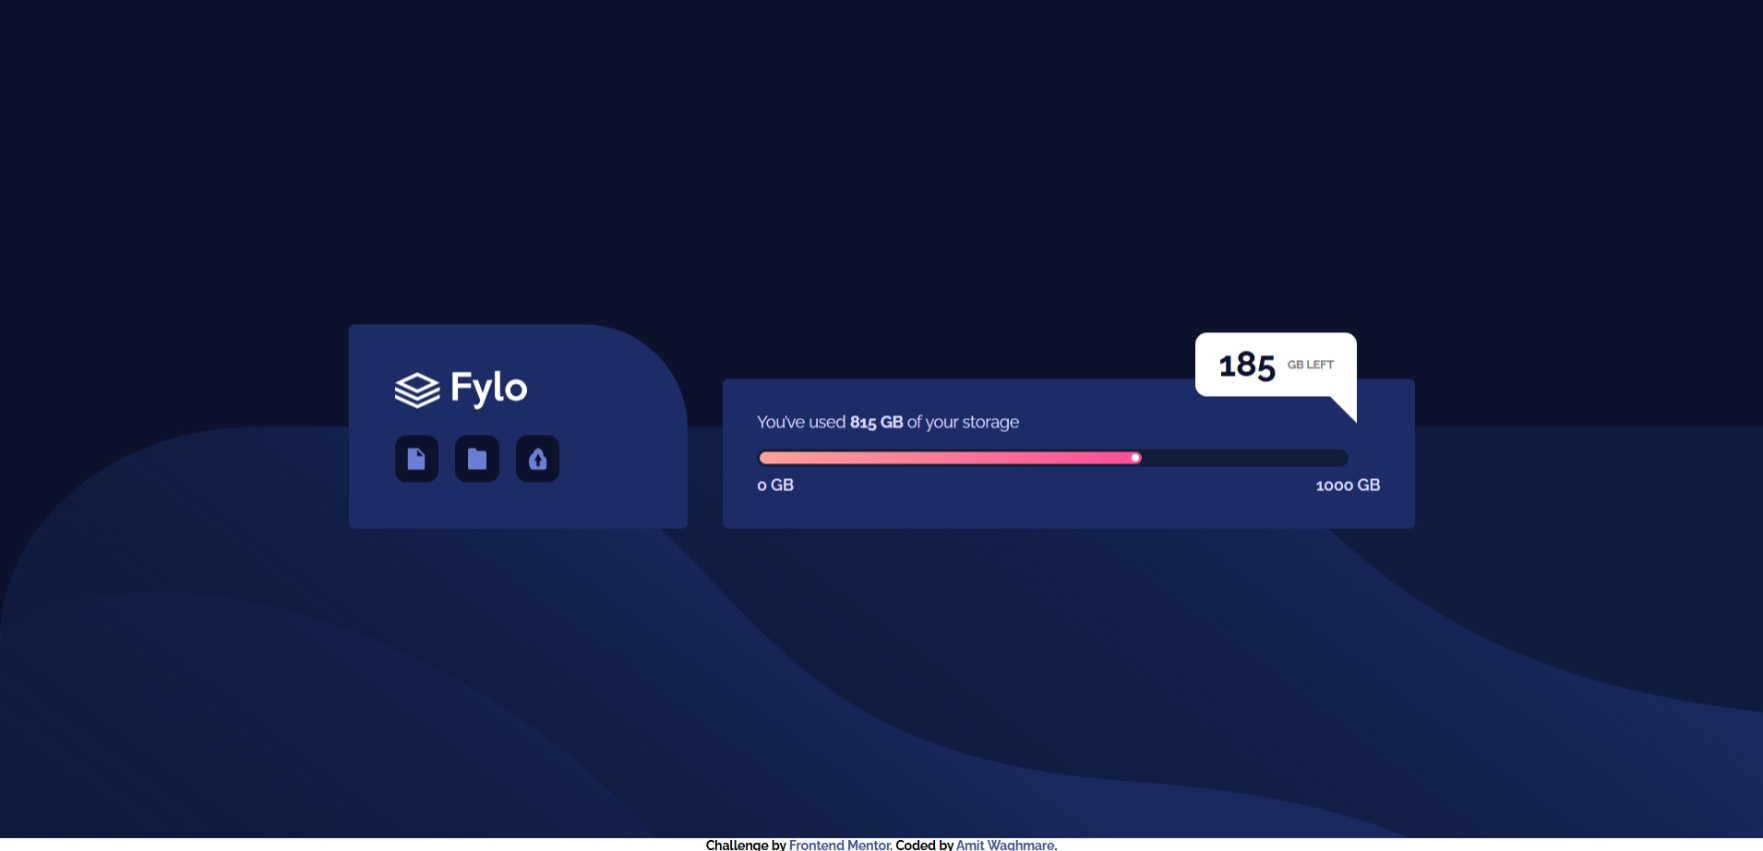 Fylo
185 GB LEFT
You've used 815 GB of your storage
0 GB
1000 GB
Challenge by Frontend Mentor. Coded by Amit Waghmare.